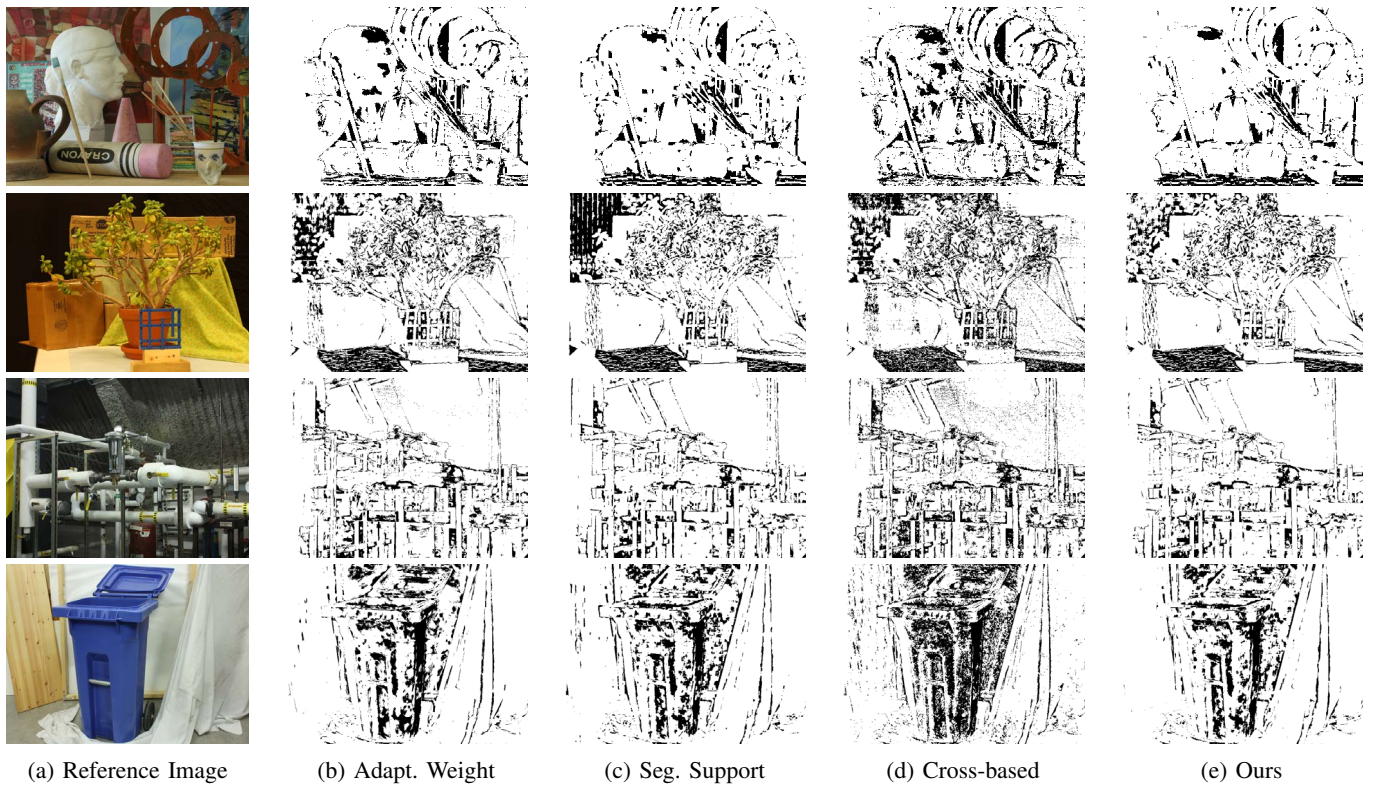 CRAYON
(a) Reference Image
(b) Adapt. Weight
(c) Seg. Support
(d) Cross-based
(e) Ours